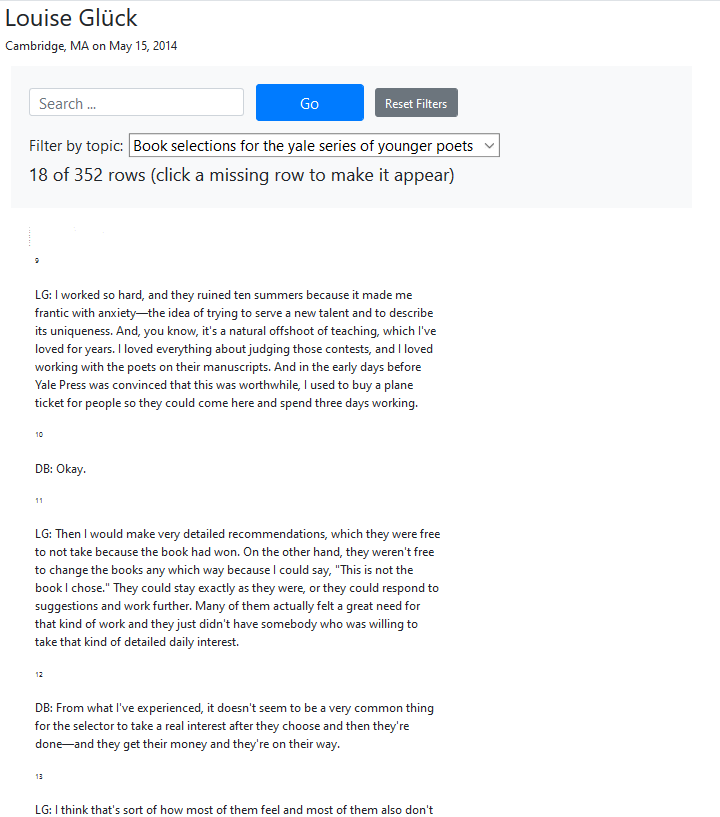 Louise Glück
Cambridge, MA on May 15, 2014
Search ...
Go
Reset Filters
Filter by topic:
Book selections for the yale series of younger poets
18 of 352 rows (click a missing row to make it appear)
9
LG: I worked so hard, and they ruined ten summers because it made me
frantic with anxiety—the idea of trying to serve a new talent and to describe
its uniqueness. And, you know, it's a natural offshoot of teaching, which I've
loved for years. I loved everything about judging those contests, and I loved
working with the poets on their manuscripts. And in the early days before
Yale Press was convinced that this was worthwhile, I used to buy a plane
ticket for people so they could come here and spend three days working.
10
DB: Okay.
11
LG: Then I would make very detailed recommendations, which they were free
to not take because the book had won. On the other hand, they weren't free
to change the books any which way because I could say, "This is not the
book I chose." They could stay exactly as they were, or they could respond to
suggestions and work further. Many of them actually felt a great need for
that kind of work and they just didn't have somebody who was willing to
take that kind of detailed daily interest.
12
DB: From what I've experienced, it doesn't seem to be a very common thing
for the selector to take a real interest after they choose and then they're
done—and they get their money and they're on their way.
13
LG: I think that's sort of how most of them feel and most of them also don't